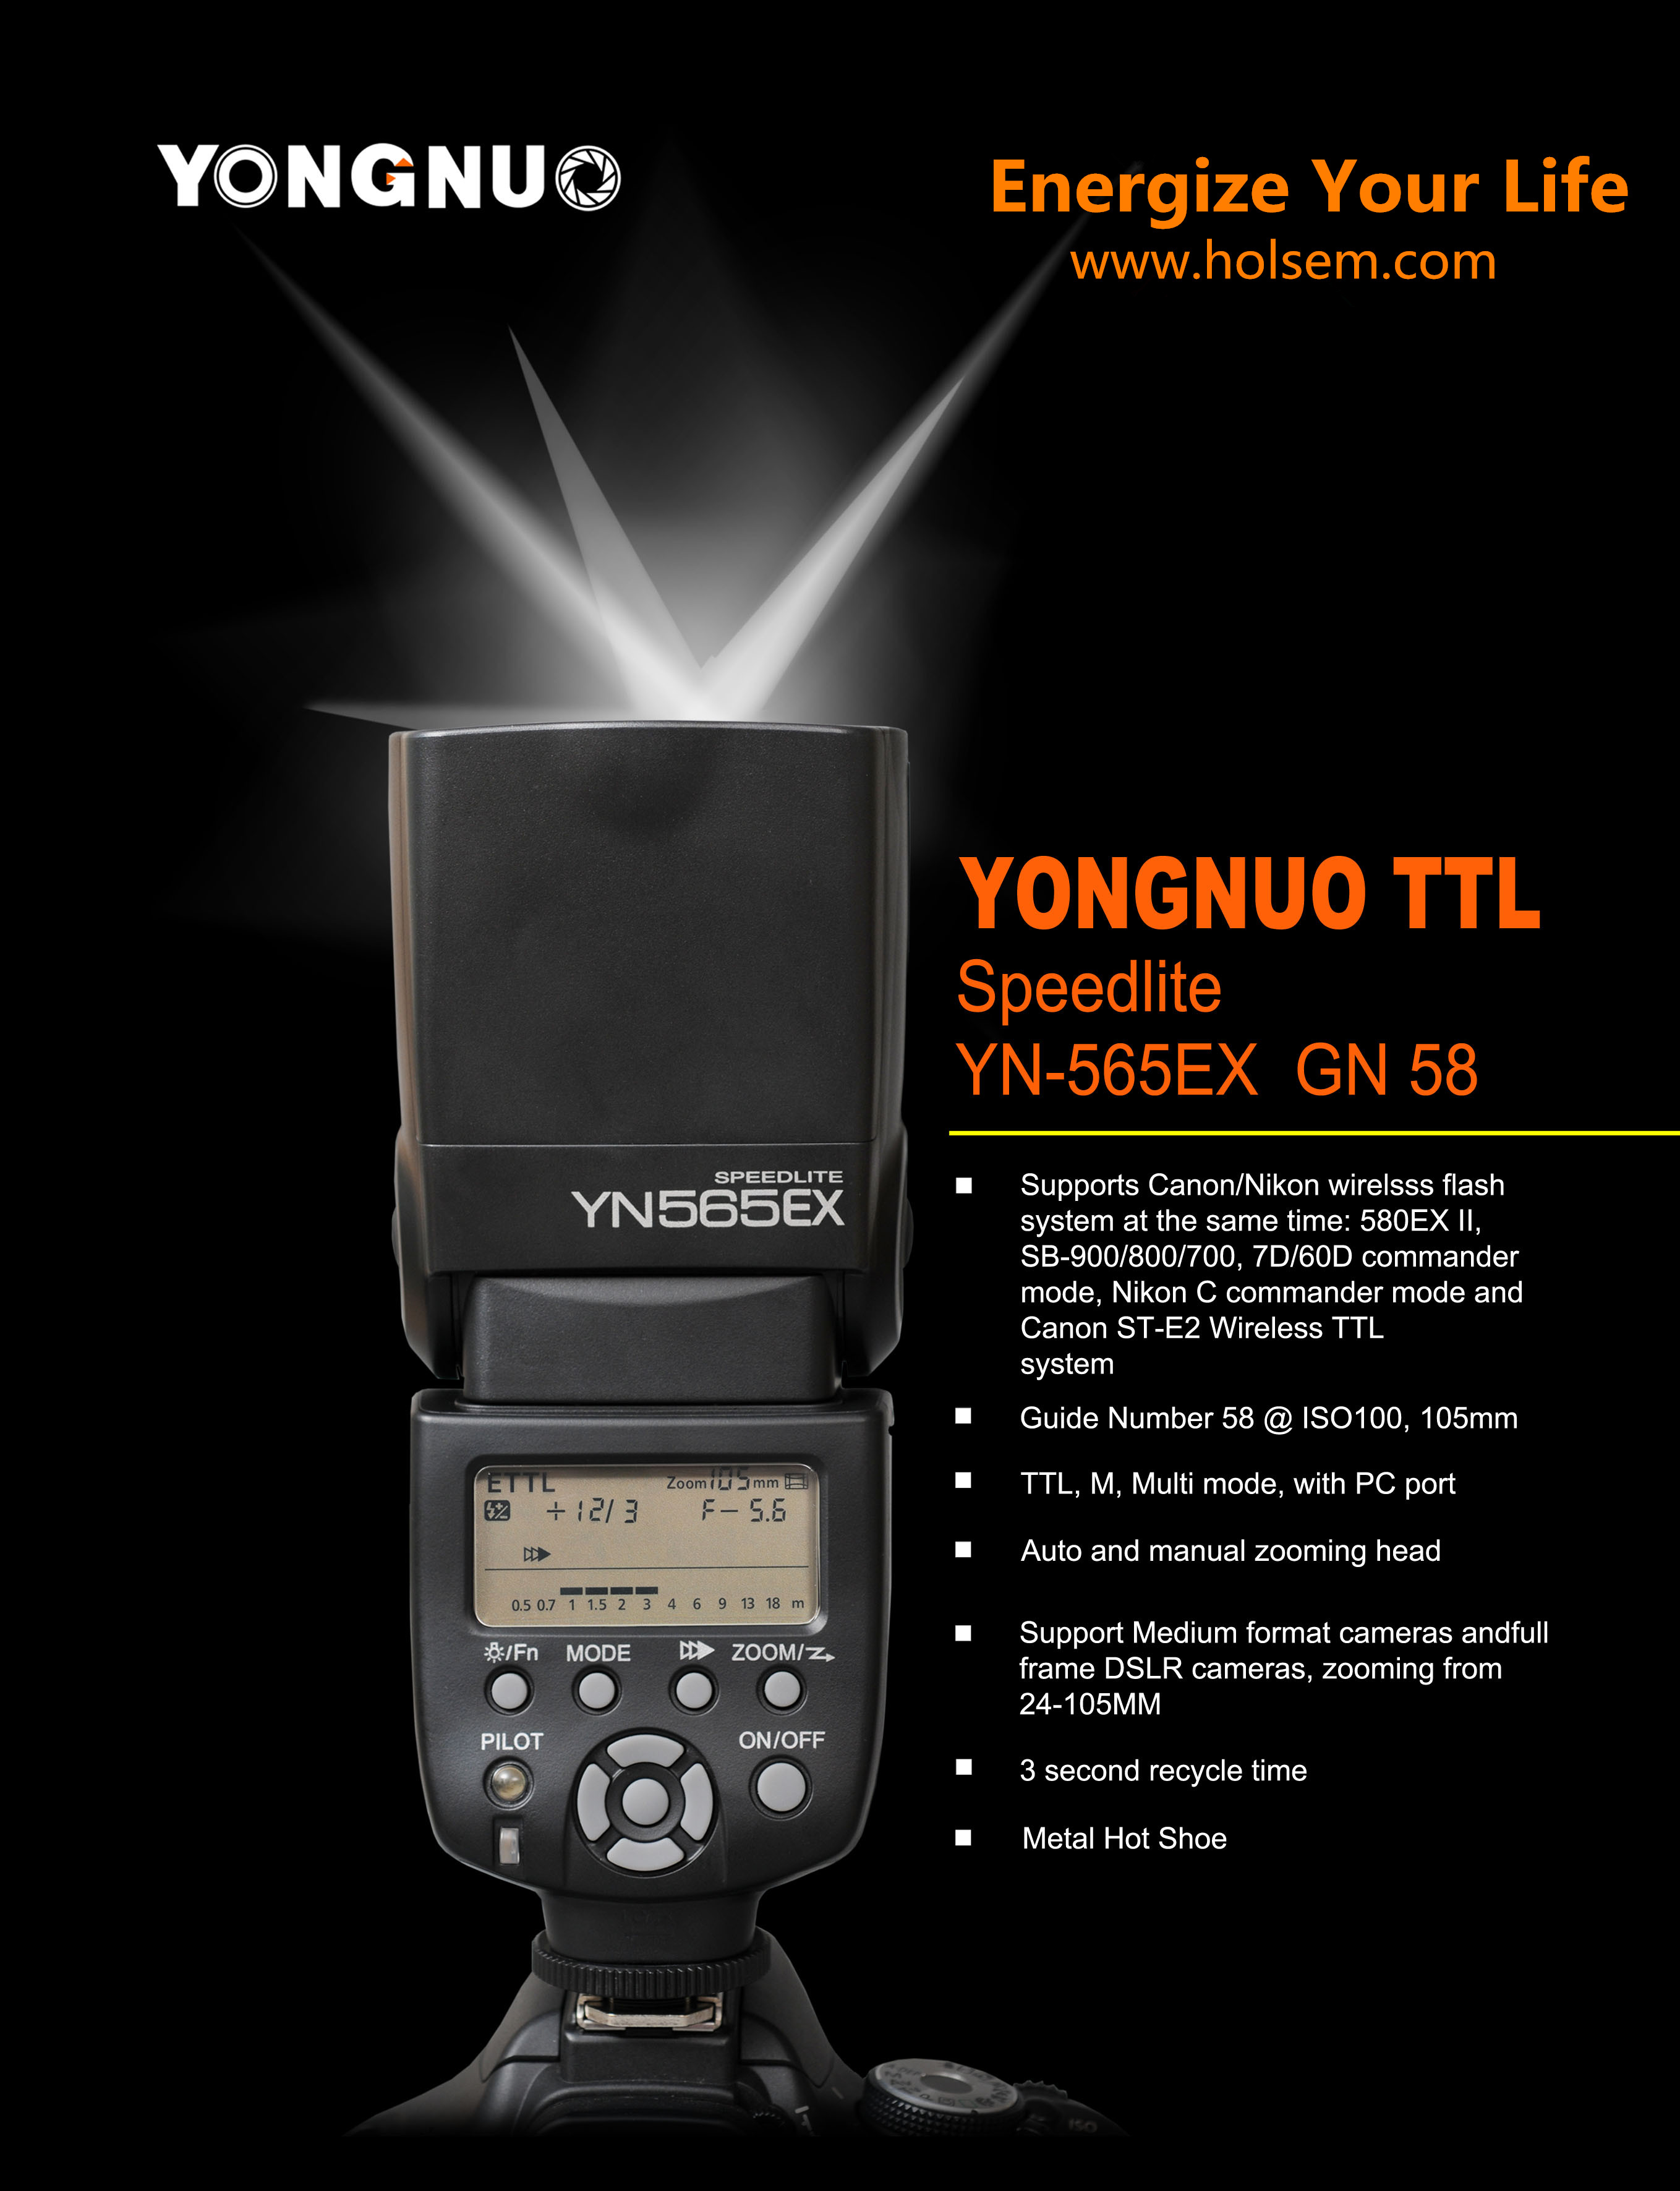 YONGNUO
Energize Your Life
www.holsem.com
YONGNUO TTL
Speedlite
YN-565EX GN 58
Supports Canon/Nikon wirelsss flash
system at the same time: 580EX II,
SB-900/800/700, 7D/60D commander
mode, Nikon C commander mode and
Canon ST-E2 Wireless TTL
system
Guide Number 58 @ ISO100, 105mm
TTL, M, Multi mode, with PC port
Auto and manual zooming head
Support Medium format cameras andfull
frame DSLR cameras, zooming from
24-105MM
3 second recycle time
Metal Hot Shoe
SPEEDLITE
YN565EX
ETTL Zoom 105 mm
+12/3 F- 5.6
0.5 0.7 1 1.5 2 3 4 6 9 13 18 m
/Fn MODE ZOOM/
PILOT ON/OFF
ISO